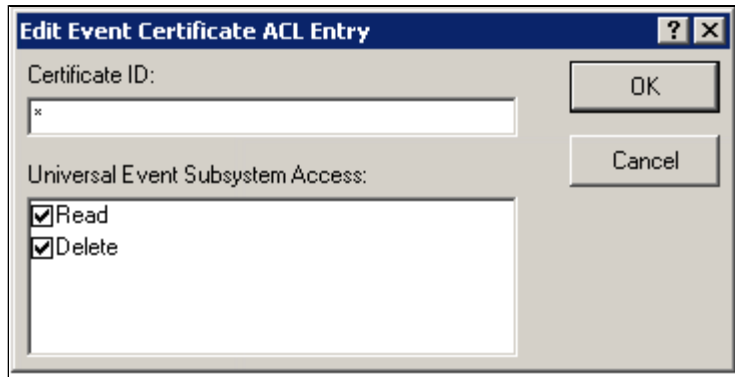 Edit Event Certificate ACL Entry
Certificate ID:
*
OK
Cancel
Universal Event Subsystem Access:
Read
Delete